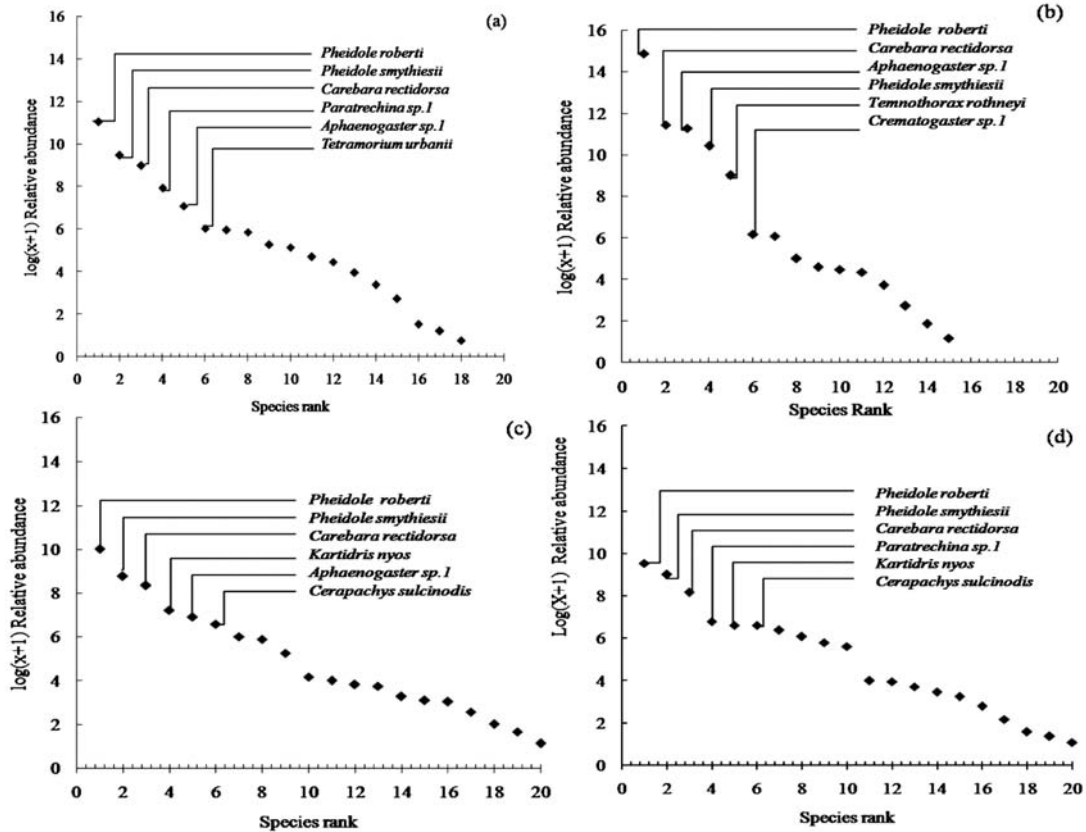 (a)
16
14
12
10
8
6
4
2
0
log(x+1) Relative abundance
Pheidole roberti
Pheidole smythiesii
Carebara rectidorsa
Paratrechina sp.1
Aphaenogaster sp.1
Tetramorium urbanii
0 2 4 6 8 10 12 14 16 18 20
Species rank
(b)
16
14
12
10
8
6
4
2
0
log(x+1) Relative abundance
Pheidole roberti
Carebara rectidorsa
Aphaenogaster sp.1
Pheidole smythiesii
Temnothorax rothneyi
Crematogaster sp.1
0 2 4 6 8 10 12 14 16 18 20
Species Rank
(c)
16
14
12
10
8
6
4
2
0
log(x+1) Relative abundance
Pheidole roberti
Pheidole smythiesii
Carebara rectidorsa
Kartidris nyos
Aphaenogaster sp.1
Cerapachys sulcinodis
0 2 4 6 8 10 12 14 16 18 20
Species rank
(d)
16
14
12
10
8
6
4
2
0
Log(X+1) Relative abundance
Pheidole roberti
Pheidole smythiesii
Carebara rectidorsa
Paratrechina sp.1
Kartidris nyos
Cerapachys sulcinodis
0 2 4 6 8 10 12 14 16 18 20
Species rank